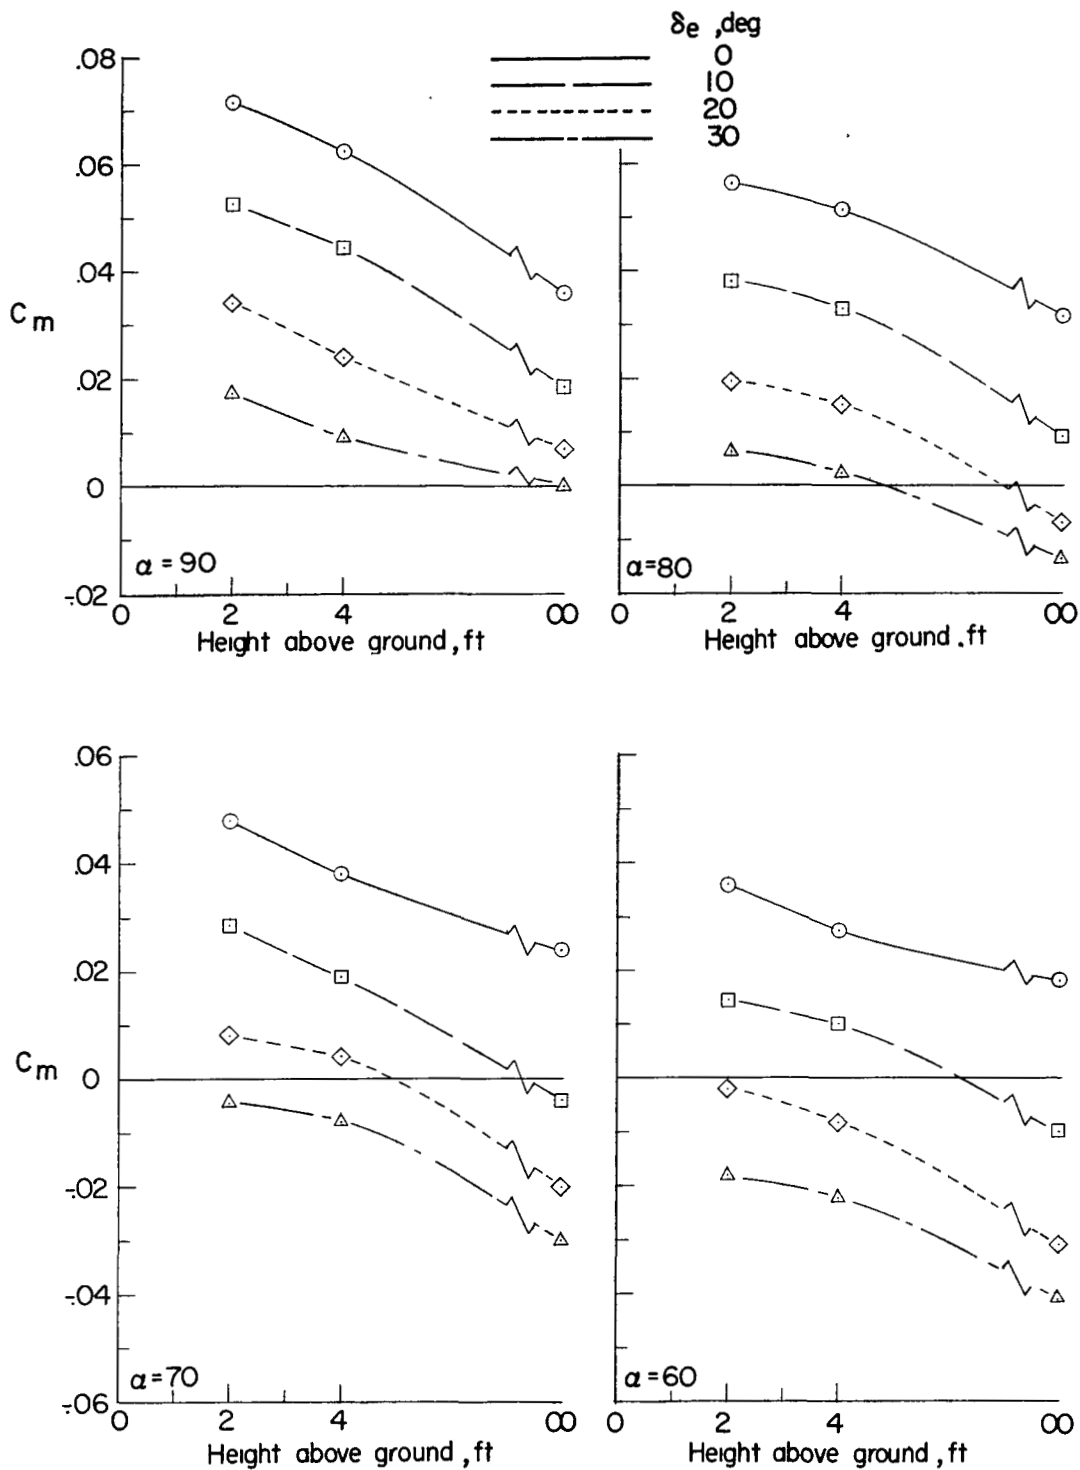 δe ,deg
0
10
20
30
.08
.06
.04
.02
0
-.02
Cm
α = 90
0 2 4 ∞
Height above ground, ft
α=80
0 2 4 ∞
Height above ground. ft
.06
.04
.02
0
-.02
-.04
-.06
Cm
α=70
0 2 4 ∞
Height above ground, ft
α=60
0 2 4 ∞
Height above ground, ft